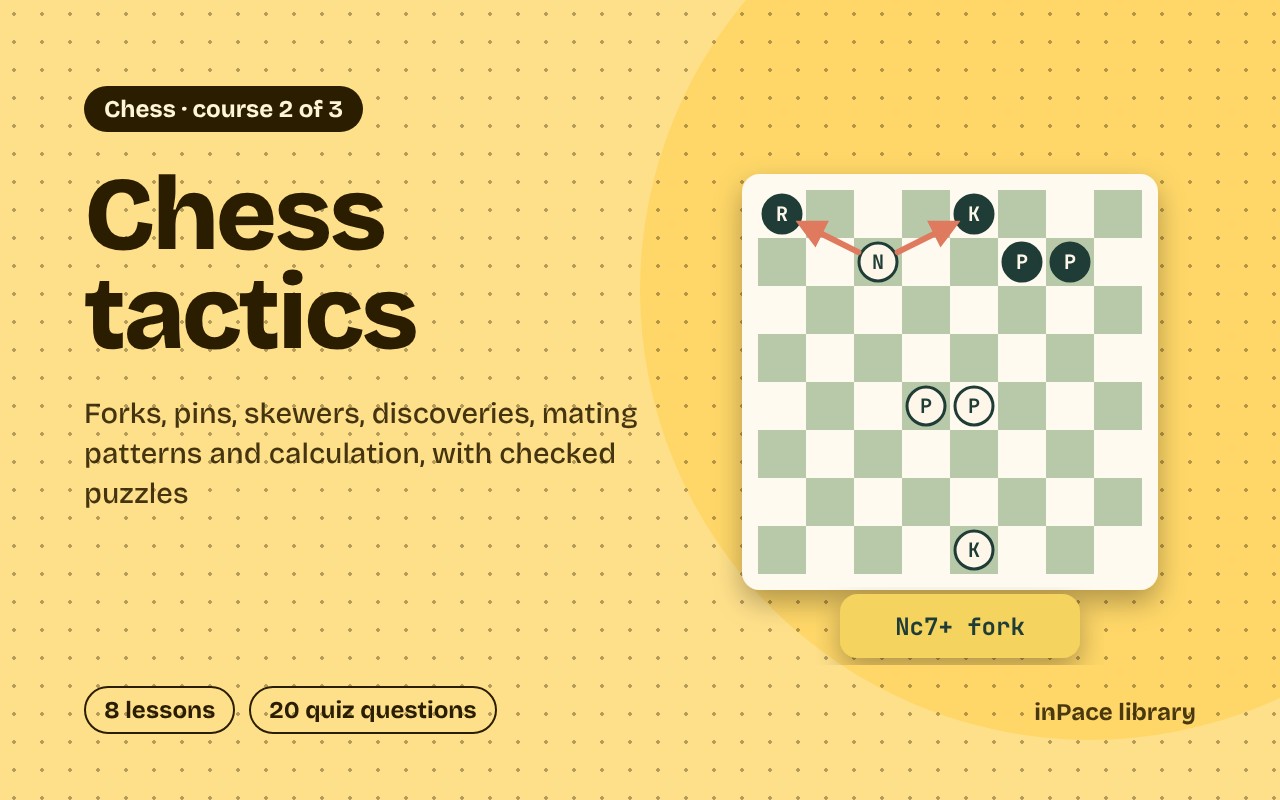 Chess · course 2 of 3
Chess
tactics
Forks, pins, skewers, discoveries, mating
patterns and calculation, with checked
puzzles
R K
N P P
P P
K
Nc7+ fork
8 lessons
20 quiz questions
inPace library